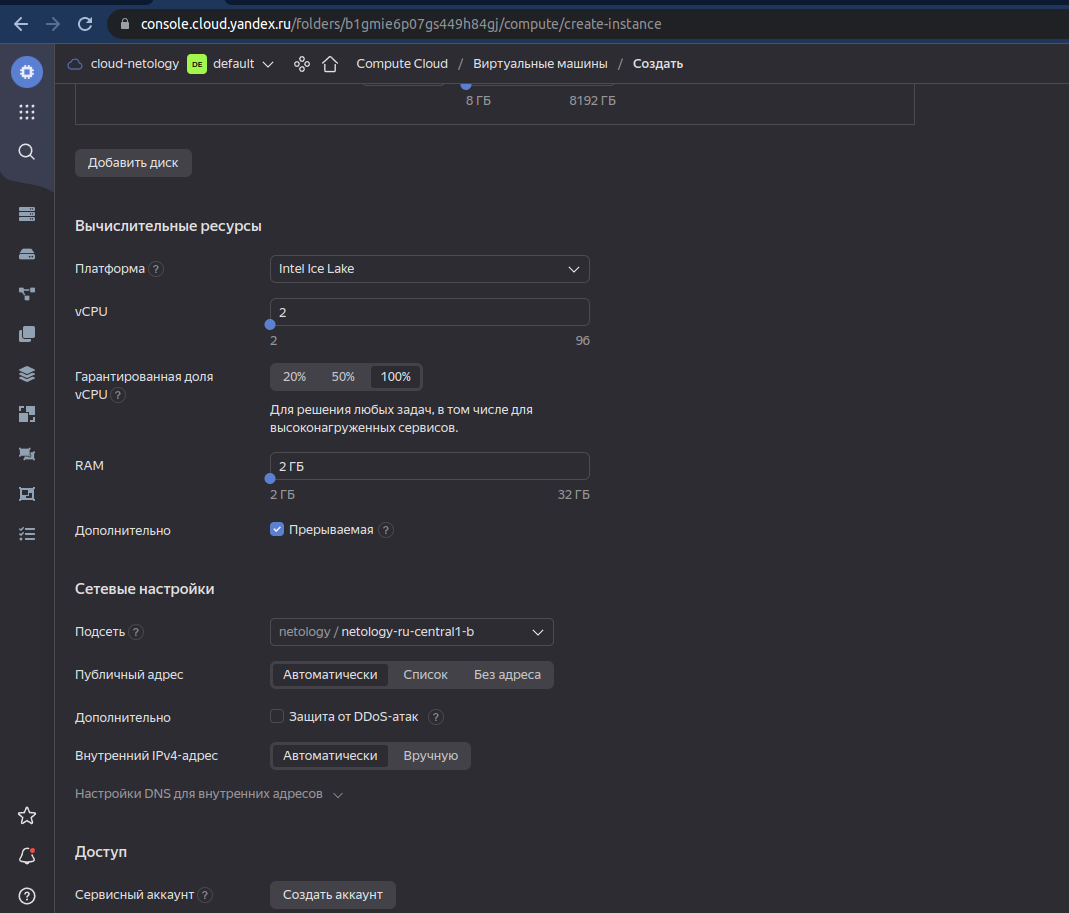 console.cloud.yandex.ru/folders/b1gmie6p07gs449h84gj/compute/create-instance
cloud-netology DE default Compute Cloud / Виртуальные машины / Создать
8 ГБ 8192 ГБ
Добавить диск
Вычислительные ресурсы
Платформа ? Intel Ice Lake
vCPU 2
2 96
Гарантированная доля
vCPU ?
20% 50% 100%
Для решения любых задач, в том числе для
высоконагруженных сервисов.
RAM 2 ГБ
2 ГБ 32 ГБ
Дополнительно Прерываемая ?
Сетевые настройки
Подсеть ? netology / netology-ru-central1-b
Публичный адрес Автоматически Список Без адреса
Дополнительно Защита от DDoS-атак ?
Внутренний IPv4-адрес Автоматически Вручную
Настройки DNS для внутренних адресов
Доступ
Сервисный аккаунт ? Создать аккаунт